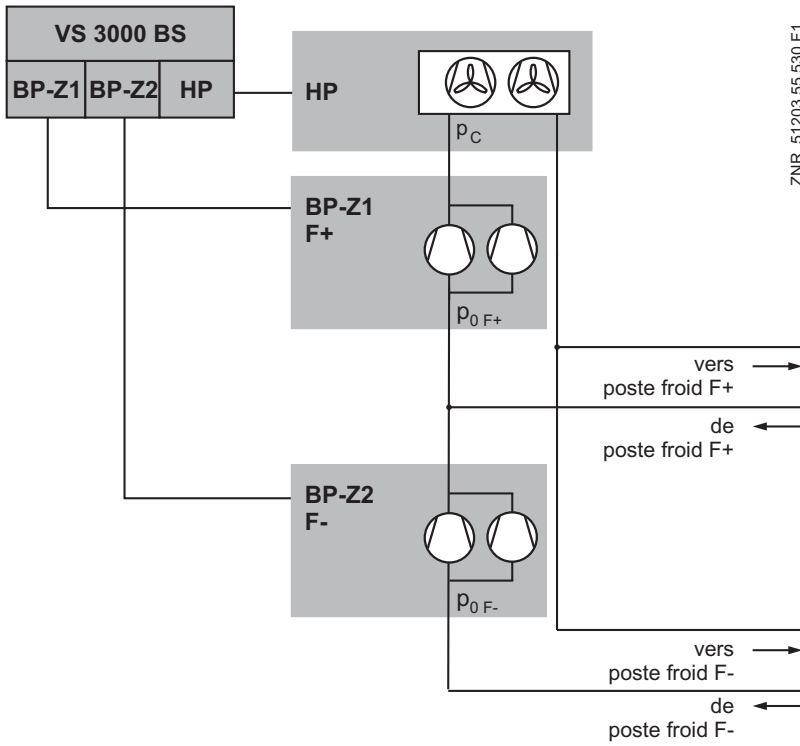 VS 3000 BS
BP-Z1 BP-Z2 HP
HP
p C
BP-Z1
F+
p0 F+
vers
poste froid F+
de
poste froid F+
BP-Z2
F-
p0 F-
vers
poste froid F-
de
poste froid F-
ZNR. 51203 55 530 F1